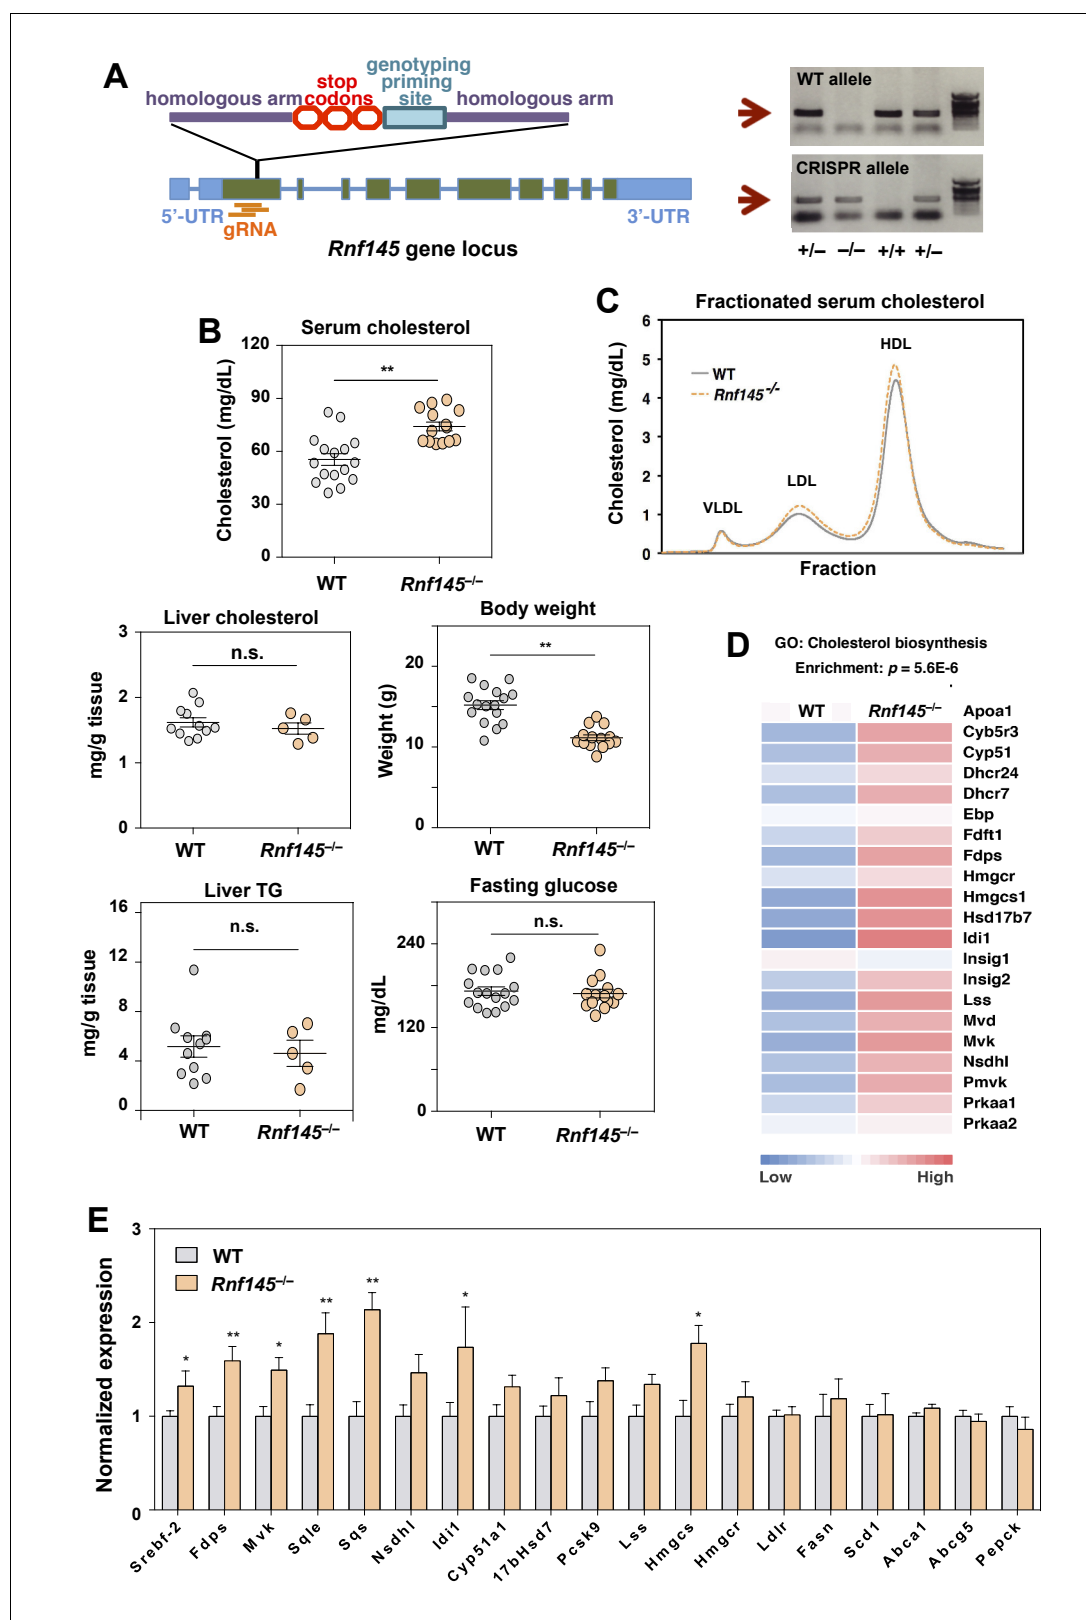 A
genotyping
stop priming
codons site
homologous arm homologous arm
5'-UTR
gRNA
3'-UTR
Rnf145 gene locus
WT allele
CRISPR allele
+/– –/– +/+ +/–
B
Serum cholesterol
Cholesterol (mg/dL)
120
90
60
30
0
**
WT Rnf145–/–
C
Fractionated serum cholesterol
Cholesterol (mg/dL)
6
5
4
3
2
1
0
WT
Rnf145-/-
VLDL
LDL
HDL
Fraction
Liver cholesterol
mg/g tissue
3
2
1
0
n.s.
WT Rnf145–/–
Body weight
Weight (g)
20
10
0
**
WT Rnf145–/–
Liver TG
mg/g tissue
16
12
8
4
0
n.s.
WT Rnf145–/–
Fasting glucose
mg/dL
240
120
0
n.s.
WT Rnf145–/–
D
GO: Cholesterol biosynthesis
Enrichment: p = 5.6E-6
WT Rnf145–/–
Apoa1
Cyb5r3
Cyp51
Dhcr24
Dhcr7
Ebp
Fdft1
Fdps
Hmgcr
Hmgcs1
Hsd17b7
Idi1
Insig1
Insig2
Lss
Mvd
Mvk
Nsdhl
Pmvk
Prkaa1
Prkaa2
Low High
E
Normalized expression
3
2
1
0
WT
Rnf145–/–
* ** * ** ** * *
Srebf-2
Fdps
Mvk
Sqle
Sqs
Nsdhl
Idi1
Cyp51a1
17bHsd7
Pcsk9
Lss
Hmgcs
Hmgcr
Ldlr
Fasn
Scd1
Abca1
Abcg5
Pepck